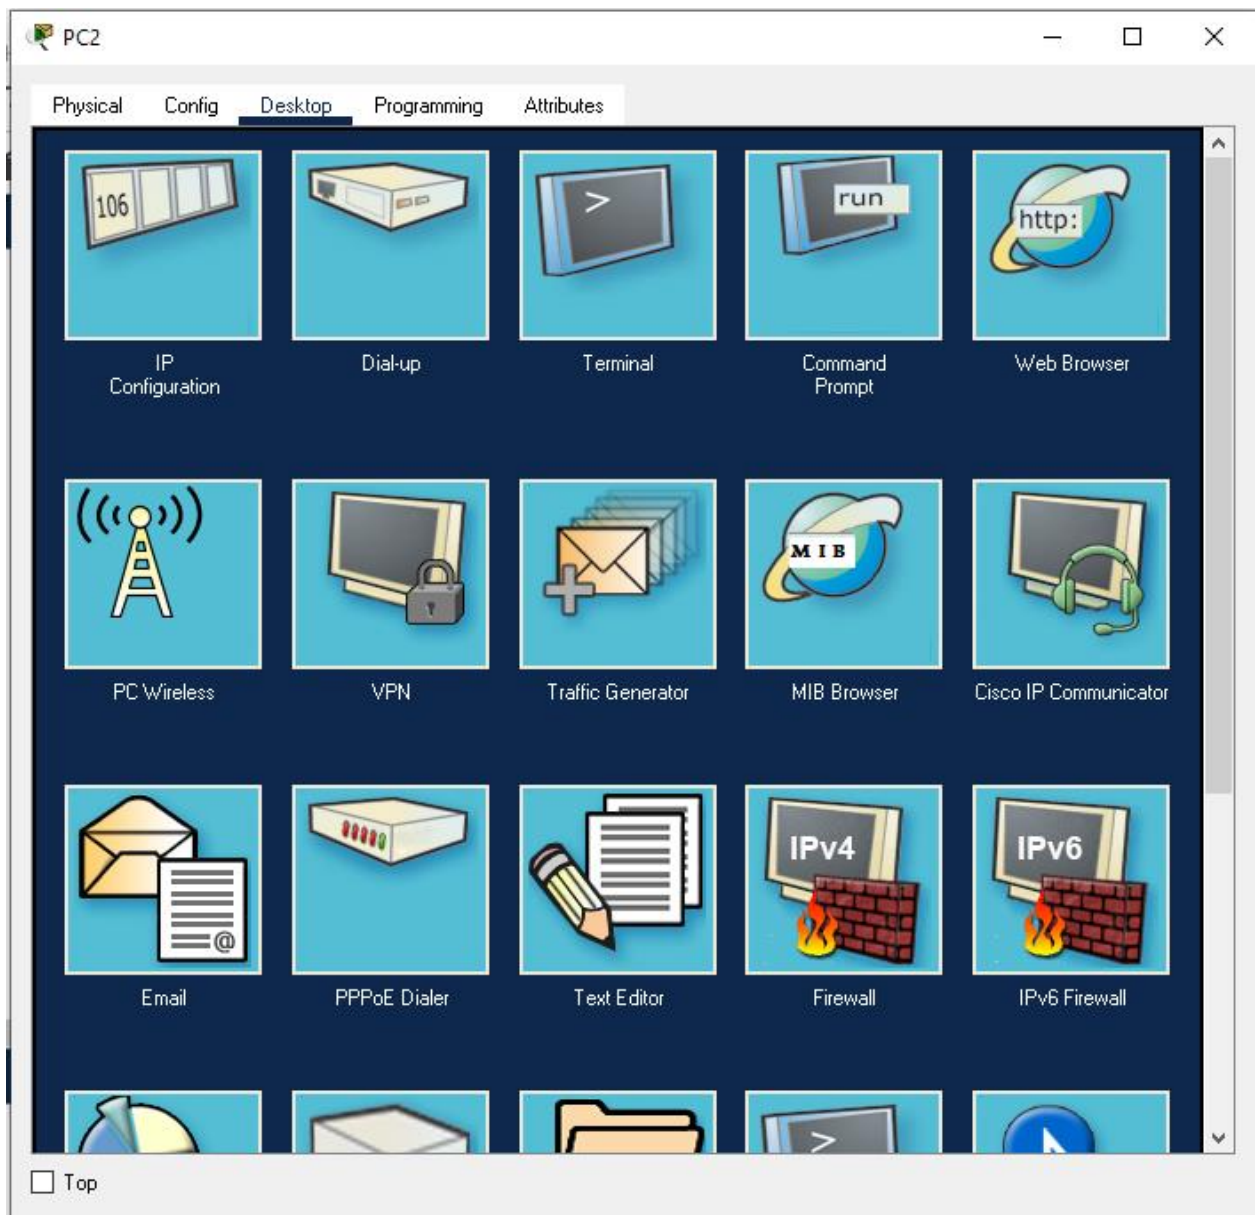 PC2
Physical Config Desktop Programming Attributes
106
>
run
http:
IP
Configuration
Dial-up
Terminal
Command
Prompt
Web Browser
MIB
PC Wireless
VPN
Traffic Generator
MIB Browser
Cisco IP Communicator
@
IPv4
IPv6
Email
PPPoE Dialer
Text Editor
Firewall
IPv6 Firewall
>
Top